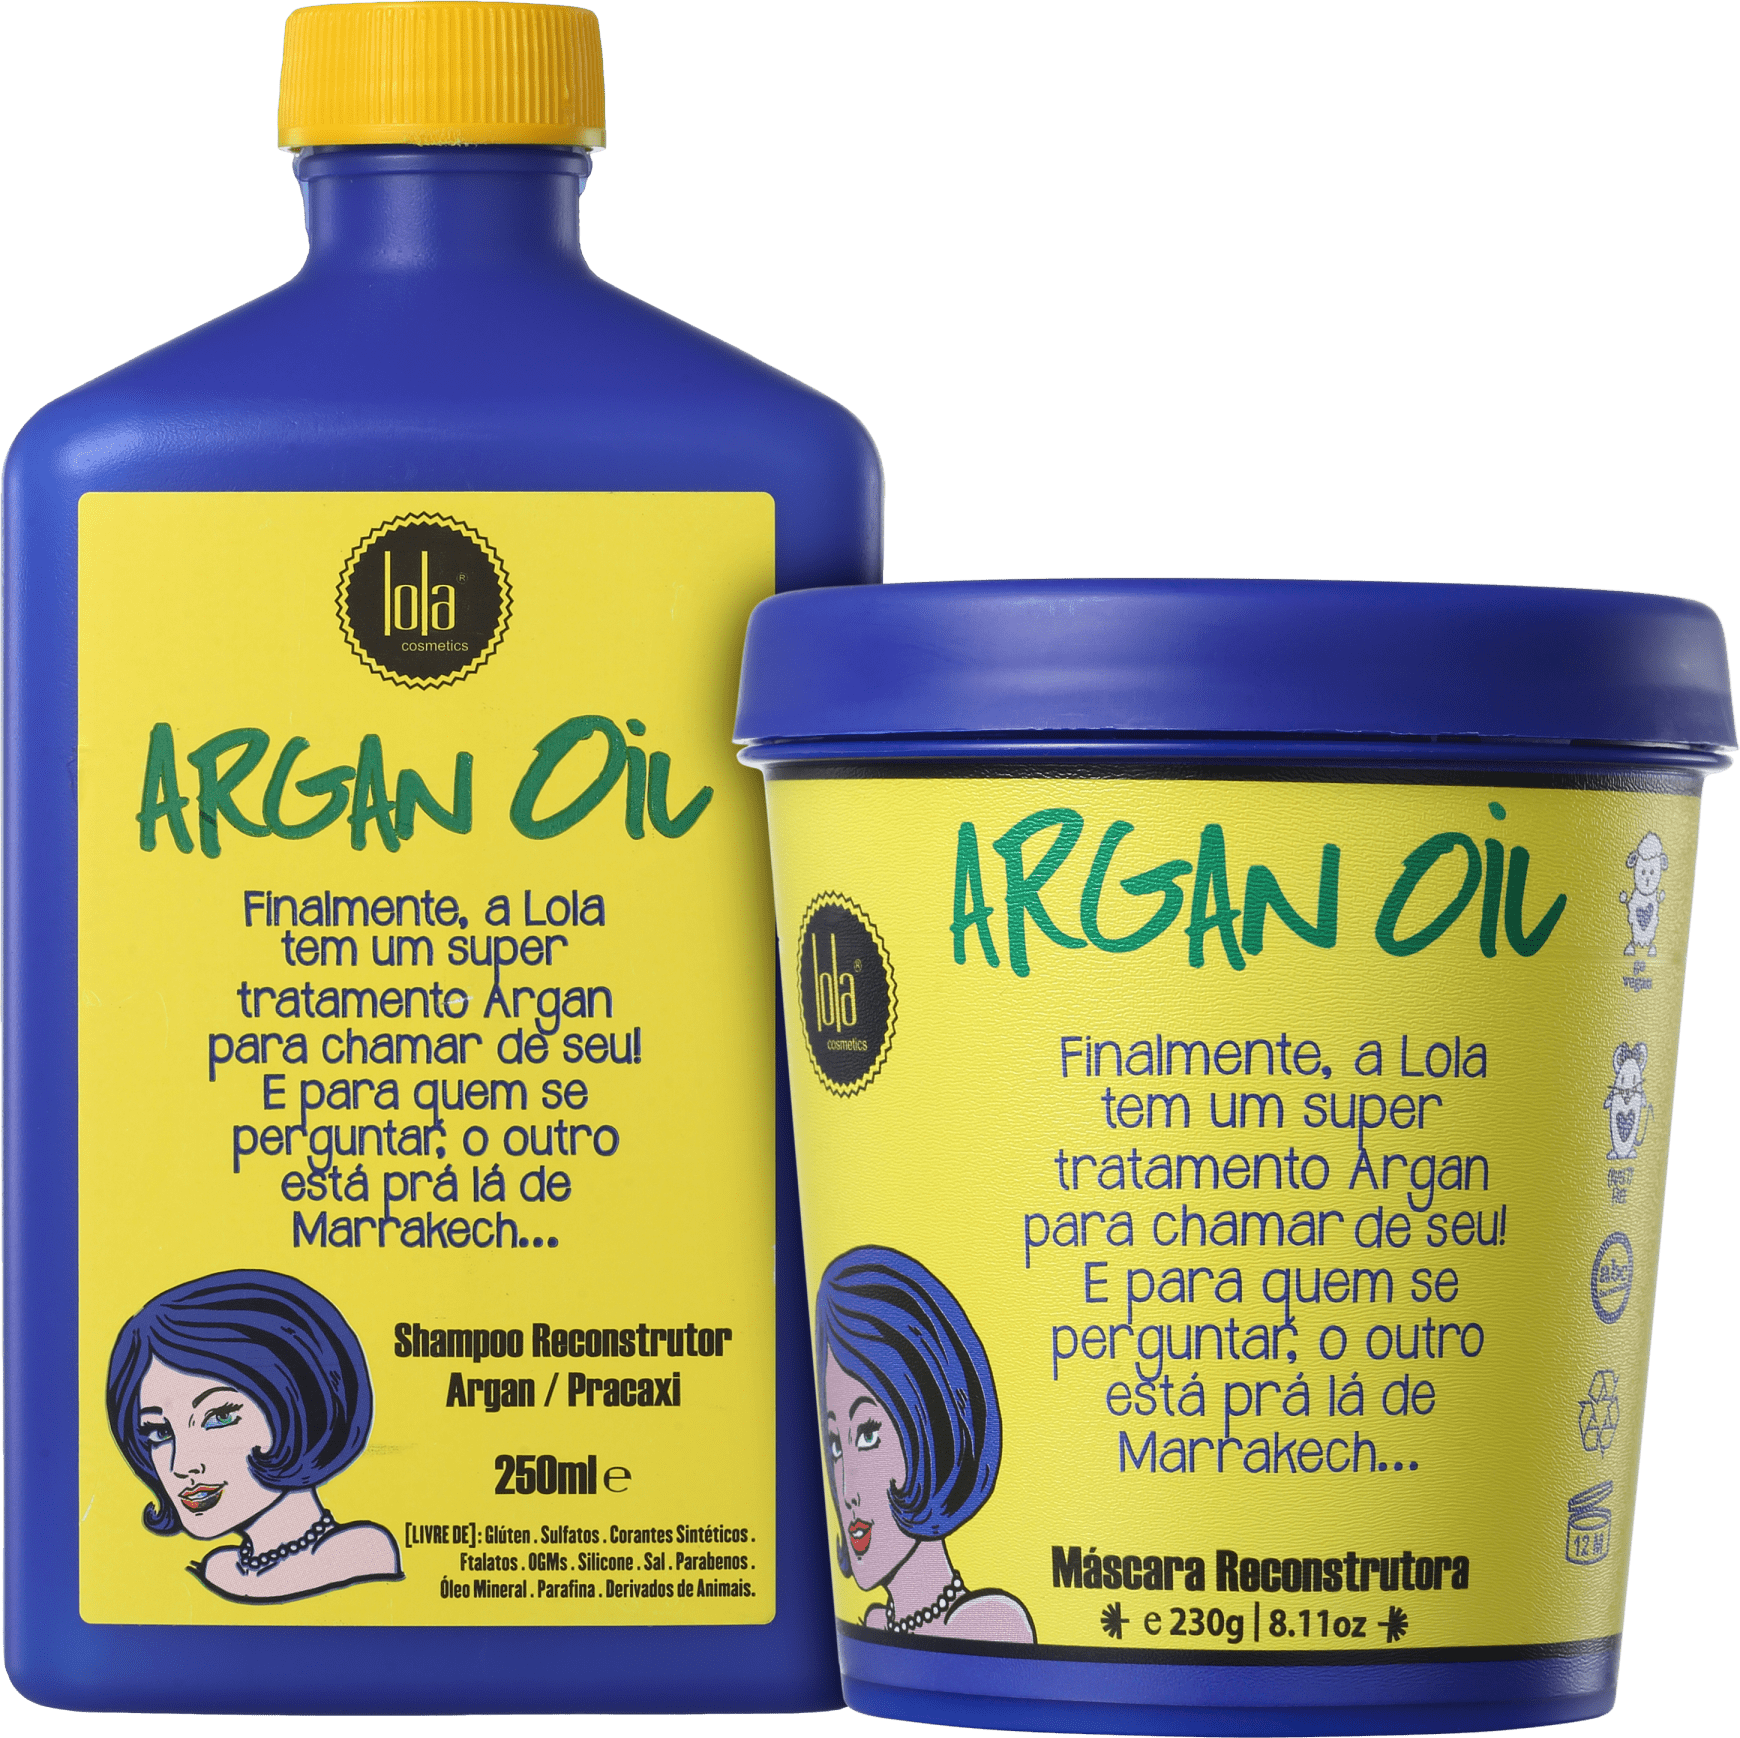 lola®
cosmetics
ARGAN OIL
Finalmente, a Lola
tem um super
tratamento Argan
para chamar de seu!
E para quem se
perguntar, o outro
está prá lá de
Marrakech...
Shampoo Reconstrutor
Argan / Pracaxi
250ml e
[LIVRE DE]: Glúten . Sulfatos . Corantes Sintéticos .
Ftalatos . OGMs . Silicone . Sal . Parabenos .
Óleo Mineral . Parafina . Derivados de Animais.
lola®
cosmetics
ARGAN OIL
Finalmente, a Lola
tem um super
tratamento Argan
para chamar de seu!
E para quem se
perguntar, o outro
está prá lá de
Marrakech...
Máscara Reconstrutora
e 230g | 8.11oz
go
vegan
abc
12 M